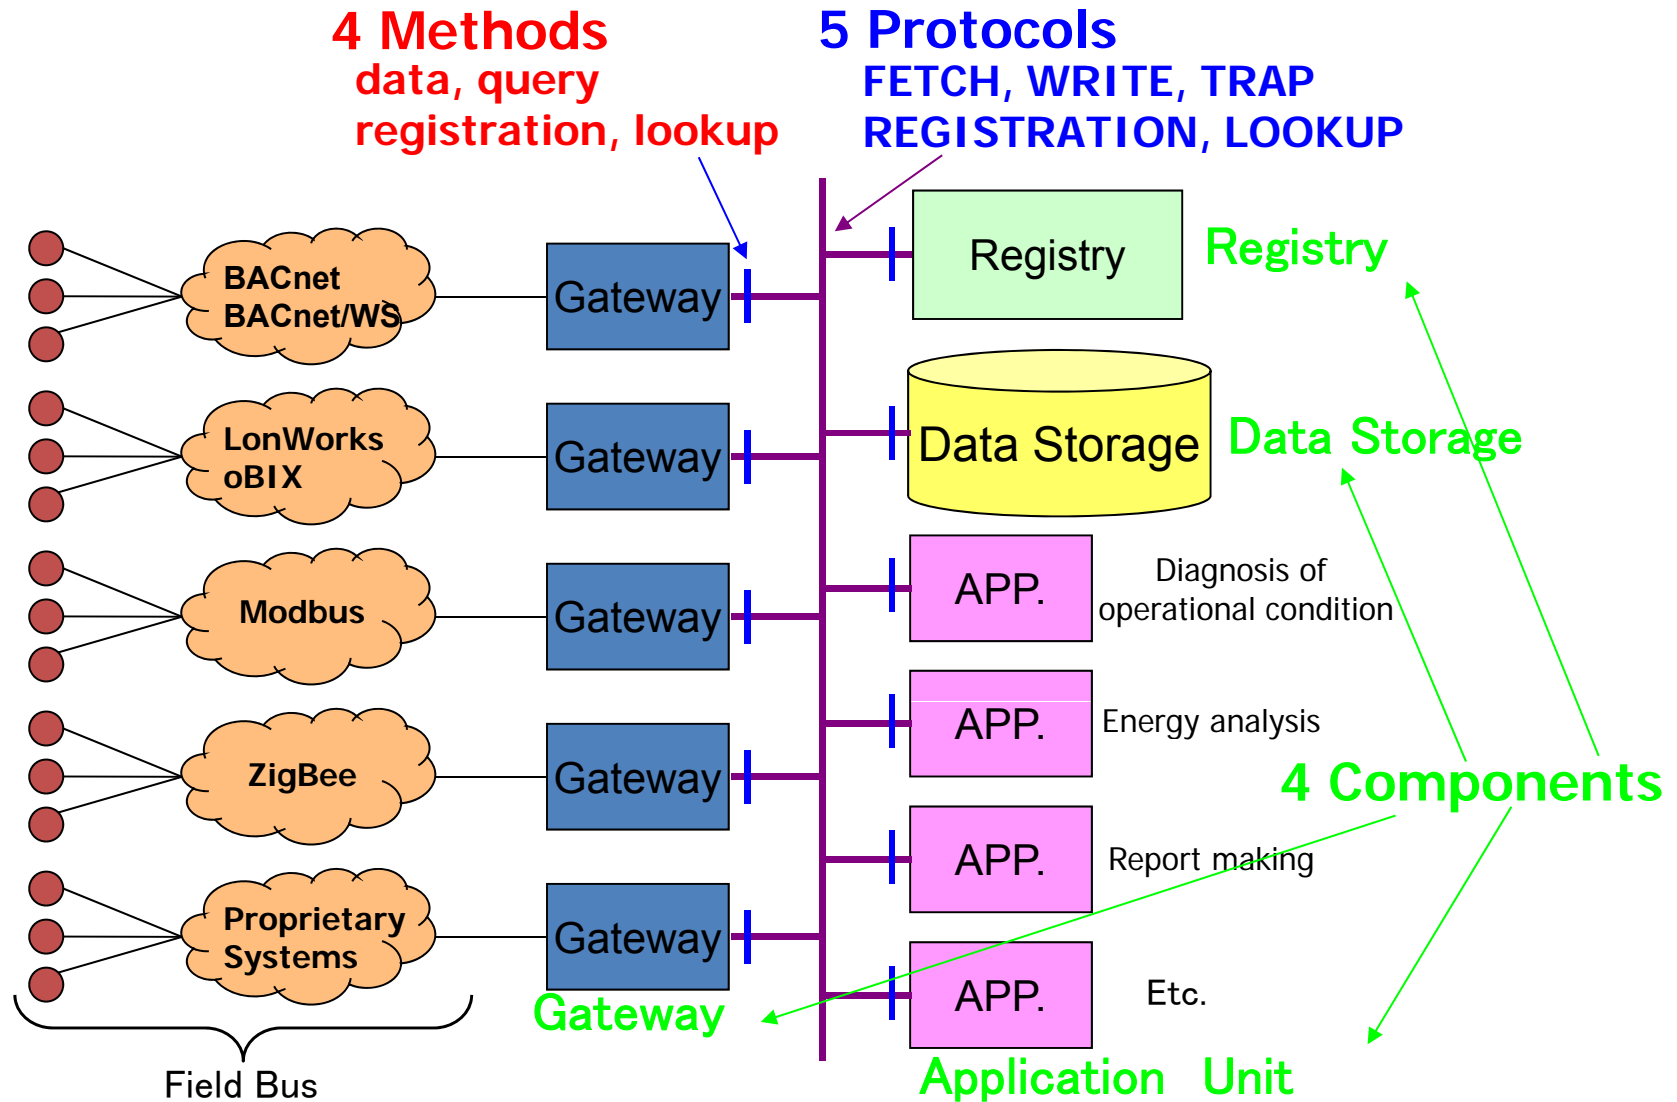 4 Methods
data, query
registration, lookup
5 Protocols
FETCH, WRITE, TRAP
REGISTRATION, LOOKUP
BACnet
BACnet/WS
Gateway
Registry
Registry
LonWorks
oBIX
Gateway
Data Storage
Data Storage
Modbus
Gateway
APP.
Diagnosis of
operational condition
ZigBee
Gateway
APP.
Energy analysis
4 Components
APP.
Report making
Proprietary
Systems
Gateway
Gateway
APP.
Etc.
Application Unit
Field Bus